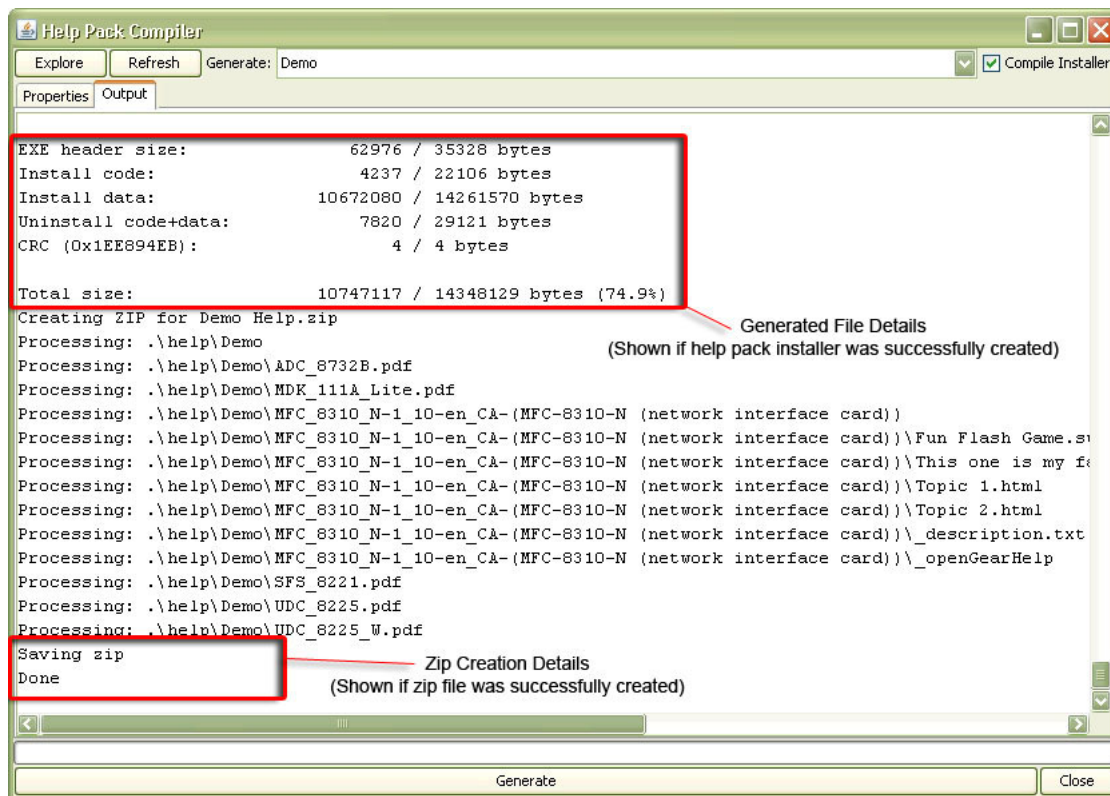 Help Pack Compiler
Explore Refresh Generate: Demo Compile Installer
Properties Output
EXE header size: 62976 / 35328 bytes
Install code: 4237 / 22106 bytes
Install data: 10672080 / 14261570 bytes
Uninstall code+data: 7820 / 29121 bytes
CRC (0x1EE894EB): 4 / 4 bytes
Total size: 10747117 / 14348129 bytes (74.9%)
Creating ZIP for Demo Help.zip
Generated File Details
(Shown if help pack installer was successfully created)
Processing: .\help\Demo
Processing: .\help\Demo\ADC_8732B.pdf
Processing: .\help\Demo\MDK_111A_Lite.pdf
Processing: .\help\Demo\MFC_8310_N-1_10-en_CA-(MFC-8310-N (network interface card))
Processing: .\help\Demo\MFC_8310_N-1_10-en_CA-(MFC-8310-N (network interface card))\Fun Flash Game.s
Processing: .\help\Demo\MFC_8310_N-1_10-en_CA-(MFC-8310-N (network interface card))\This one is my fa
Processing: .\help\Demo\MFC_8310_N-1_10-en_CA-(MFC-8310-N (network interface card))\Topic 1.html
Processing: .\help\Demo\MFC_8310_N-1_10-en_CA-(MFC-8310-N (network interface card))\Topic 2.html
Processing: .\help\Demo\MFC_8310_N-1_10-en_CA-(MFC-8310-N (network interface card))\_description.txt
Processing: .\help\Demo\MFC_8310_N-1_10-en_CA-(MFC-8310-N (network interface card))\_openGearHelp
Processing: .\help\Demo\SFS_8221.pdf
Processing: .\help\Demo\UDC_8225.pdf
Processing: .\help\Demo\UDC_8225_W.pdf
Saving zip
Done
Zip Creation Details
(Shown if zip file was successfully created)
Generate Close